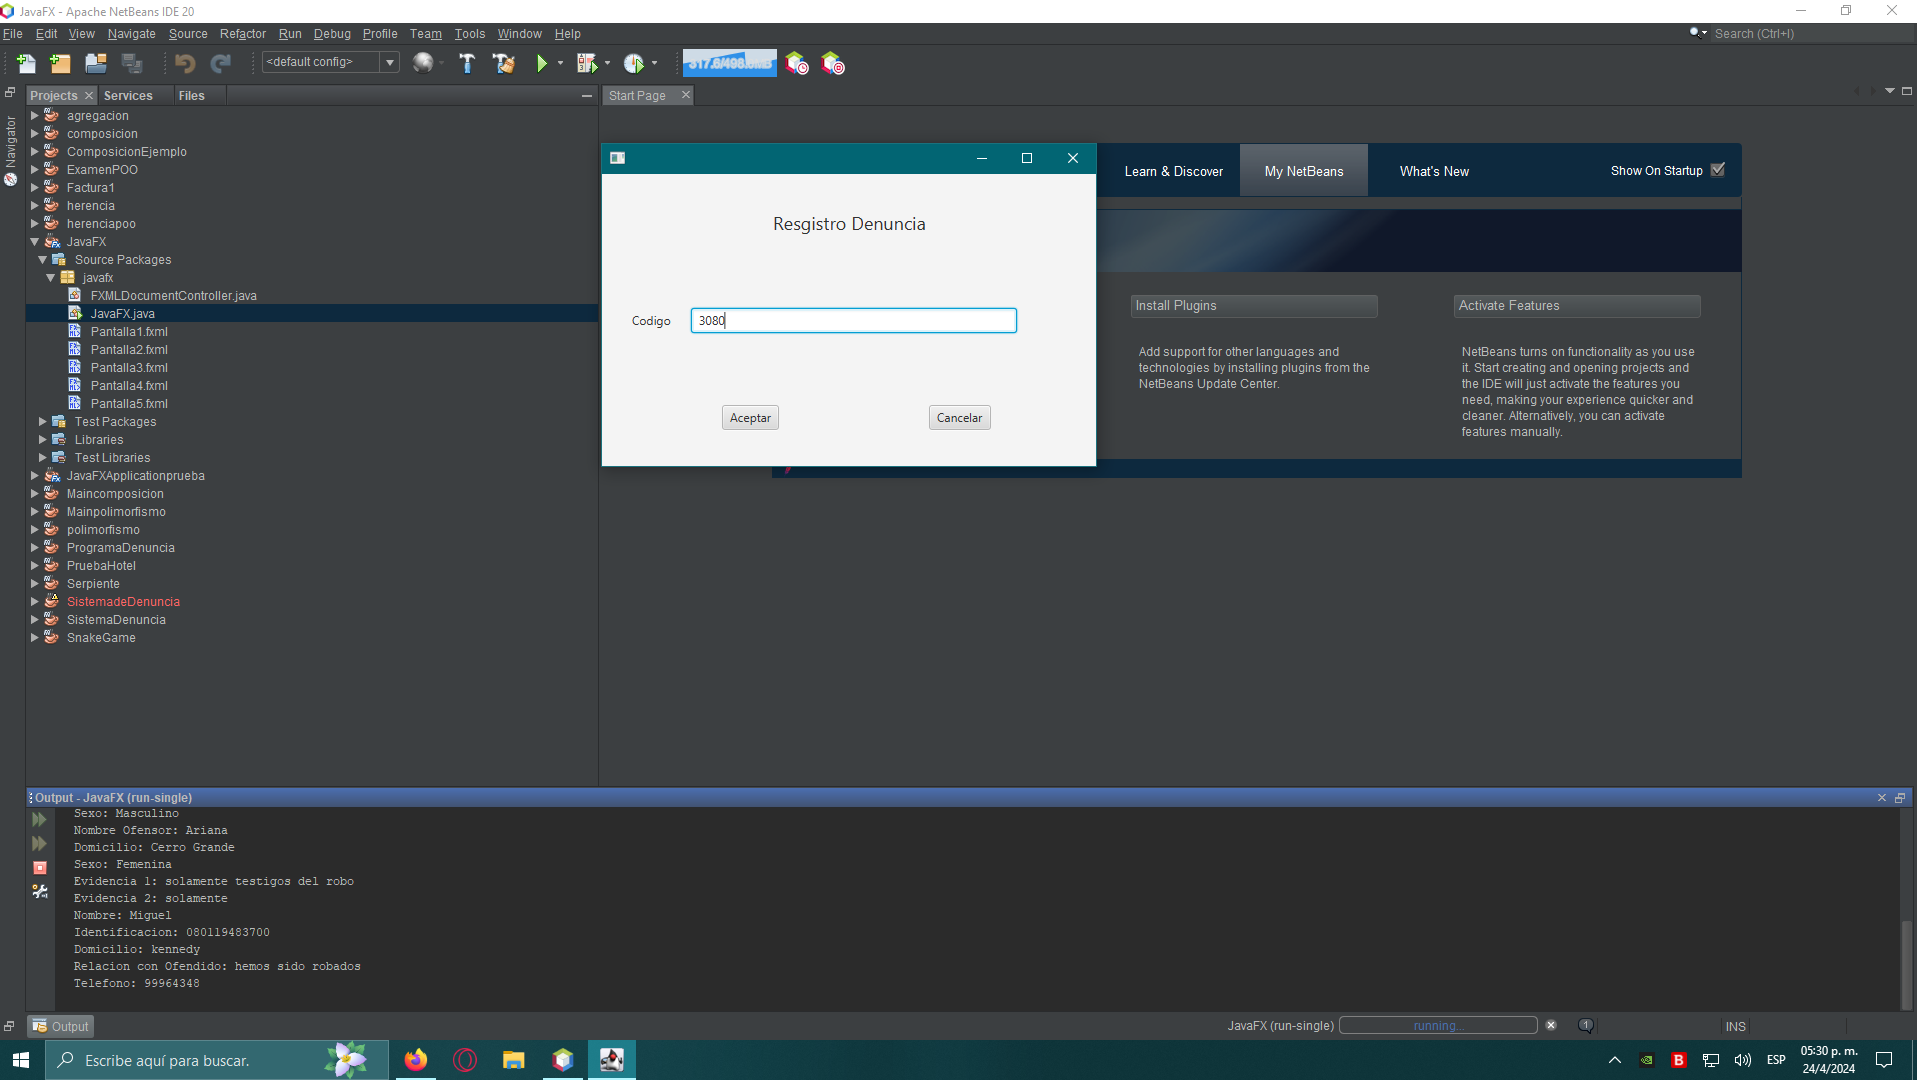 JavaFX - Apache NetBeans IDE 20
File Edit View Navigate Source Refactor Run Debug Profile Team Tools Window Help
Search (Ctrl+I)
<default config>
317.6/498.0MB
Projects Services Files
Start Page
Navigator
agregacion
composicion
ComposicionEjemplo
ExamenPOO
Factura1
herencia
herenciapoo
JavaFX
Source Packages
javafx
FXMLDocumentController.java
JavaFX.java
Pantalla1.fxml
Pantalla2.fxml
Pantalla3.fxml
Pantalla4.fxml
Pantalla5.fxml
Test Packages
Libraries
Test Libraries
JavaFXApplicationprueba
Maincomposicion
Mainpolimorfismo
polimorfismo
ProgramaDenuncia
PruebaHotel
Serpiente
SistemadeDenuncia
SistemaDenuncia
SnakeGame
Resgistro Denuncia
Codigo 3080
Aceptar Cancelar
Learn & Discover My NetBeans What's New Show On Startup
Install Plugins
Add support for other languages and
technologies by installing plugins from the
NetBeans Update Center.
Activate Features
NetBeans turns on functionality as you use
it. Start creating and opening projects and
the IDE will just activate the features you
need, making your experience quicker and
cleaner. Alternatively, you can activate
features manually.
Output - JavaFX (run-single)
Sexo: Masculino
Nombre Ofensor: Ariana
Domicilio: Cerro Grande
Sexo: Femenina
Evidencia 1: solamente testigos del robo
Evidencia 2: solamente
Nombre: Miguel
Identificacion: 080119483700
Domicilio: kennedy
Relacion con Ofendido: hemos sido robados
Telefono: 99964348
Output
JavaFX (run-single) running... 1 INS
Escribe aquí para buscar.
B
ESP
05:30 p. m.
24/4/2024